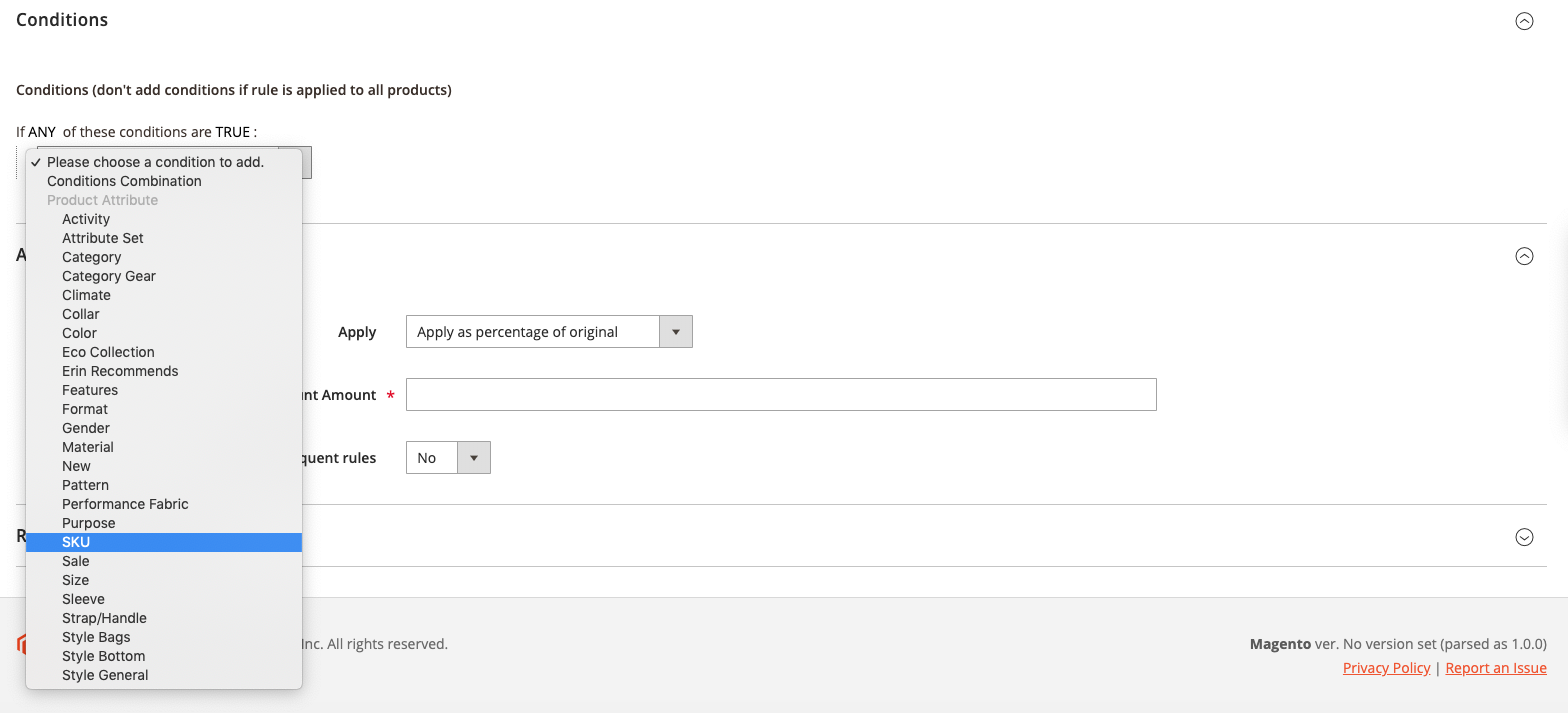 Conditions
Conditions (don't add conditions if rule is applied to all products)
If ANY of these conditions are TRUE :
✓ Please choose a condition to add.
Conditions Combination
Product Attribute
Activity
Attribute Set
Category
Category Gear
Climate
Collar
Color
Eco Collection
Erin Recommends
Features
Format
Gender
Material
New
Pattern
Performance Fabric
Purpose
SKU
Sale
Size
Sleeve
Strap/Handle
Style Bags
Style Bottom
Style General
A
Apply Apply as percentage of original
nt Amount *
quent rules No
R
Inc. All rights reserved.
Magento ver. No version set (parsed as 1.0.0)
Privacy Policy | Report an Issue